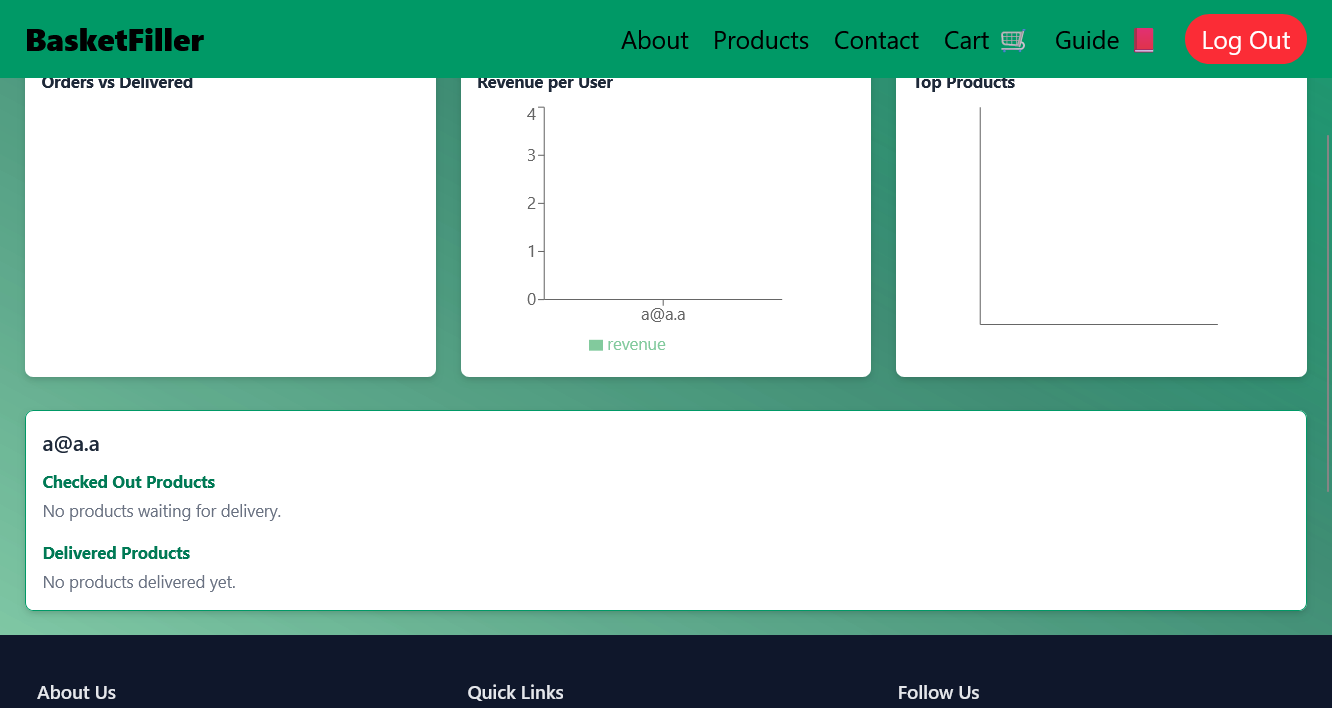 BasketFiller
About
Products
Contact
Cart
Guide
Log Out
Orders vs Delivered
Revenue per User
4
3
2
1
0
a@a.a
revenue
Top Products
a@a.a
Checked Out Products
No products waiting for delivery.
Delivered Products
No products delivered yet.
About Us
Quick Links
Follow Us